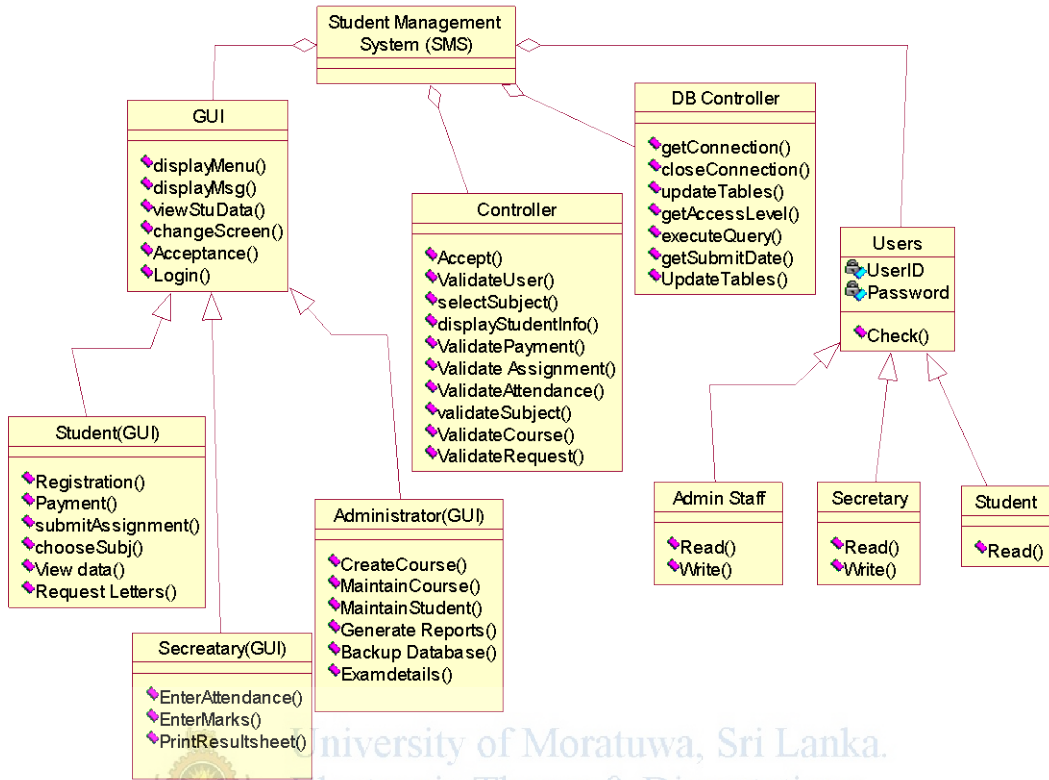 Student Management
System (SMS)
GUI
displayMenu()
displayMsg()
viewStuData()
changeScreen()
Acceptance()
Login()
DB Controller
getConnection()
closeConnection()
updateTables()
getAccessLevel()
executeQuery()
getSubmitDate()
UpdateTables()
Controller
Accept()
ValidateUser()
selectSubject()
displayStudentInfo()
ValidatePayment()
Validate Assignment()
ValidateAttendance()
validateSubject()
ValidateCourse()
ValidateRequest()
Users
UserID
Password
Check()
Student(GUI)
Registration()
Payment()
submitAssignment()
chooseSubj()
View data()
Request Letters()
Administrator(GUI)
CreateCourse()
MaintainCourse()
MaintainStudent()
Generate Reports()
Backup Database()
Examdetails()
Admin Staff
Read()
Write()
Secretary
Read()
Write()
Student
Read()
Secreatary(GUI)
EnterAttendance()
EnterMarks()
PrintResultsheet()
University of Moratuwa, Sri Lanka.